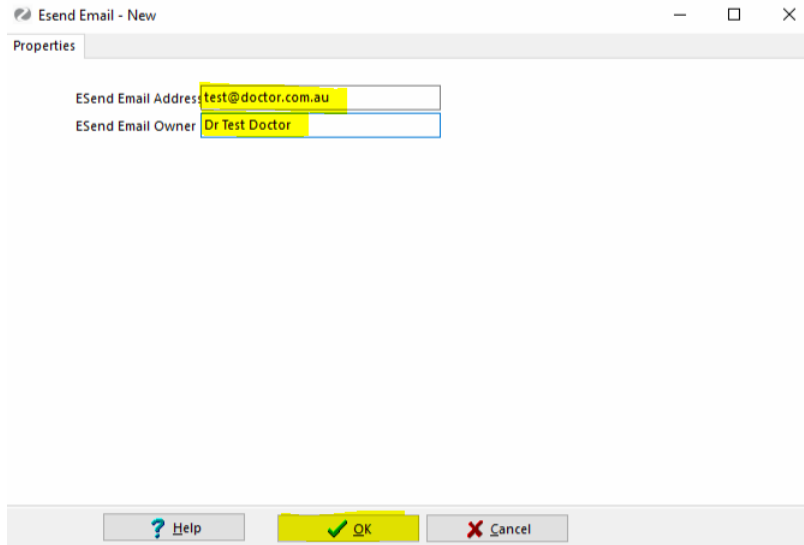 Esend Email - New
Properties
ESend Email Address test@doctor.com.au
ESend Email Owner Dr Test Doctor
Help OK Cancel